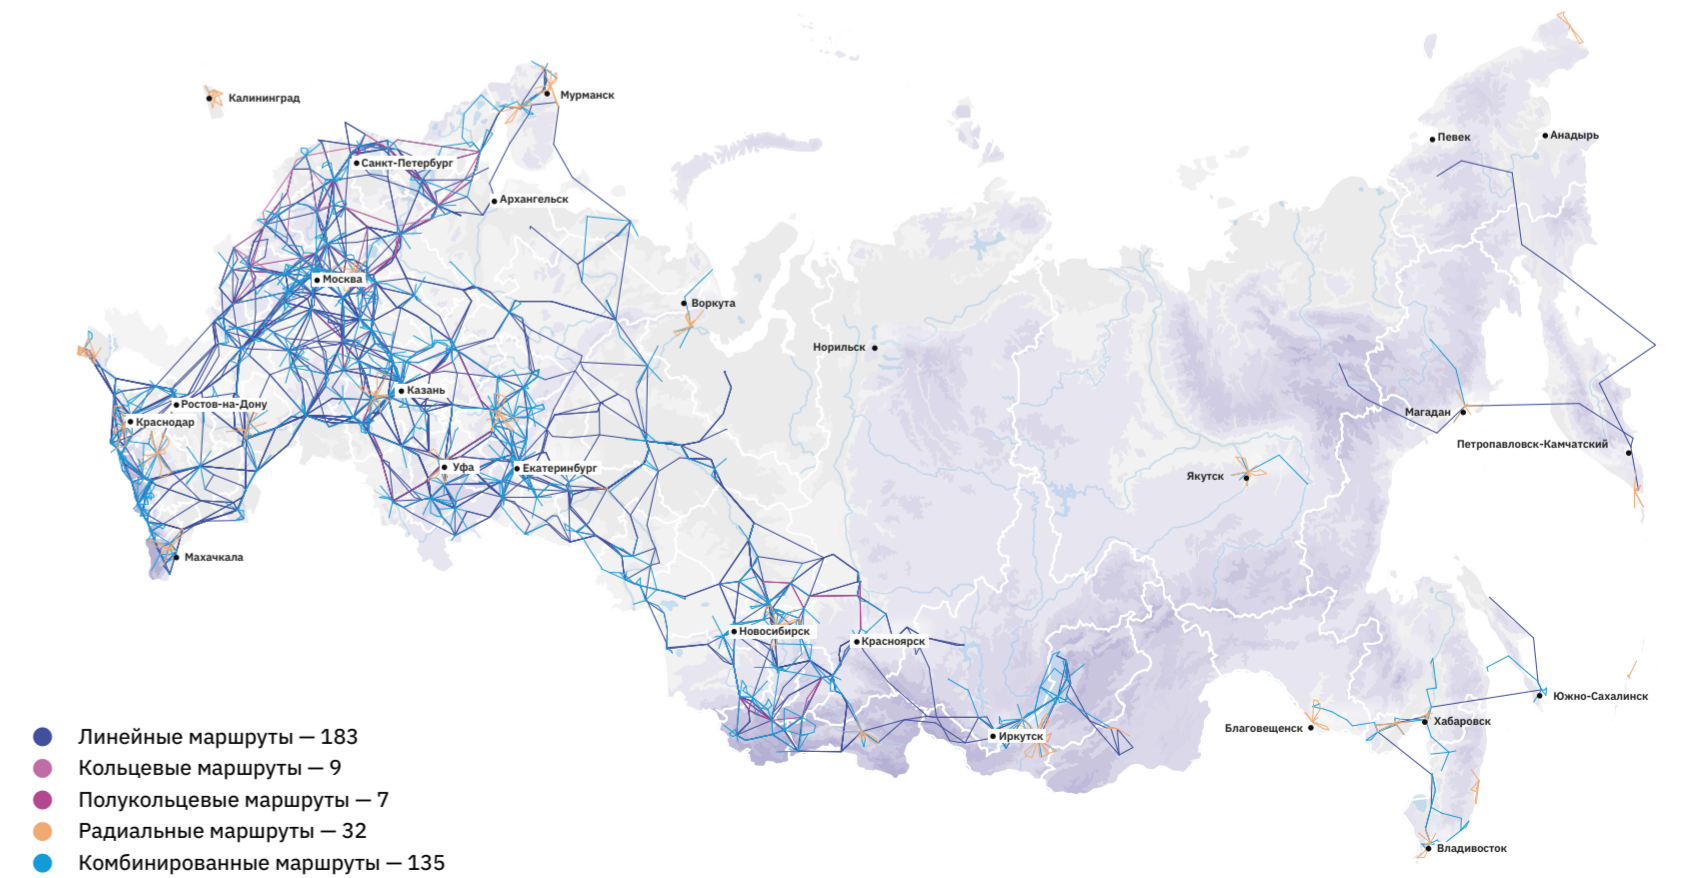 Калининград
Мурманск
Певек
Анадырь
Санкт-Петербург
Архангельск
Москва
Воркута
Норильск
Казань
Ростов-на-Дону
Краснодар
Магадан
Петропавловск-Камчатский
Уфа
Екатеринбург
Якутск
Махачкала
Новосибирск
Красноярск
Южно-Сахалинск
Хабаровск
Благовещенск
Иркутск
Владивосток
Линейные маршруты — 183
Кольцевые маршруты — 9
Полукольцевые маршруты — 7
Радиальные маршруты — 32
Комбинированные маршруты — 135